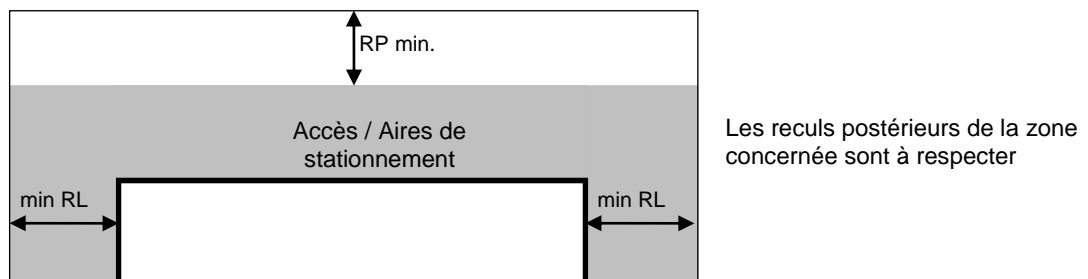 RP min.
Accès / Aires de
stationnement
Les reculs postérieurs de la zone
concernée sont à respecter
min RL
min RL